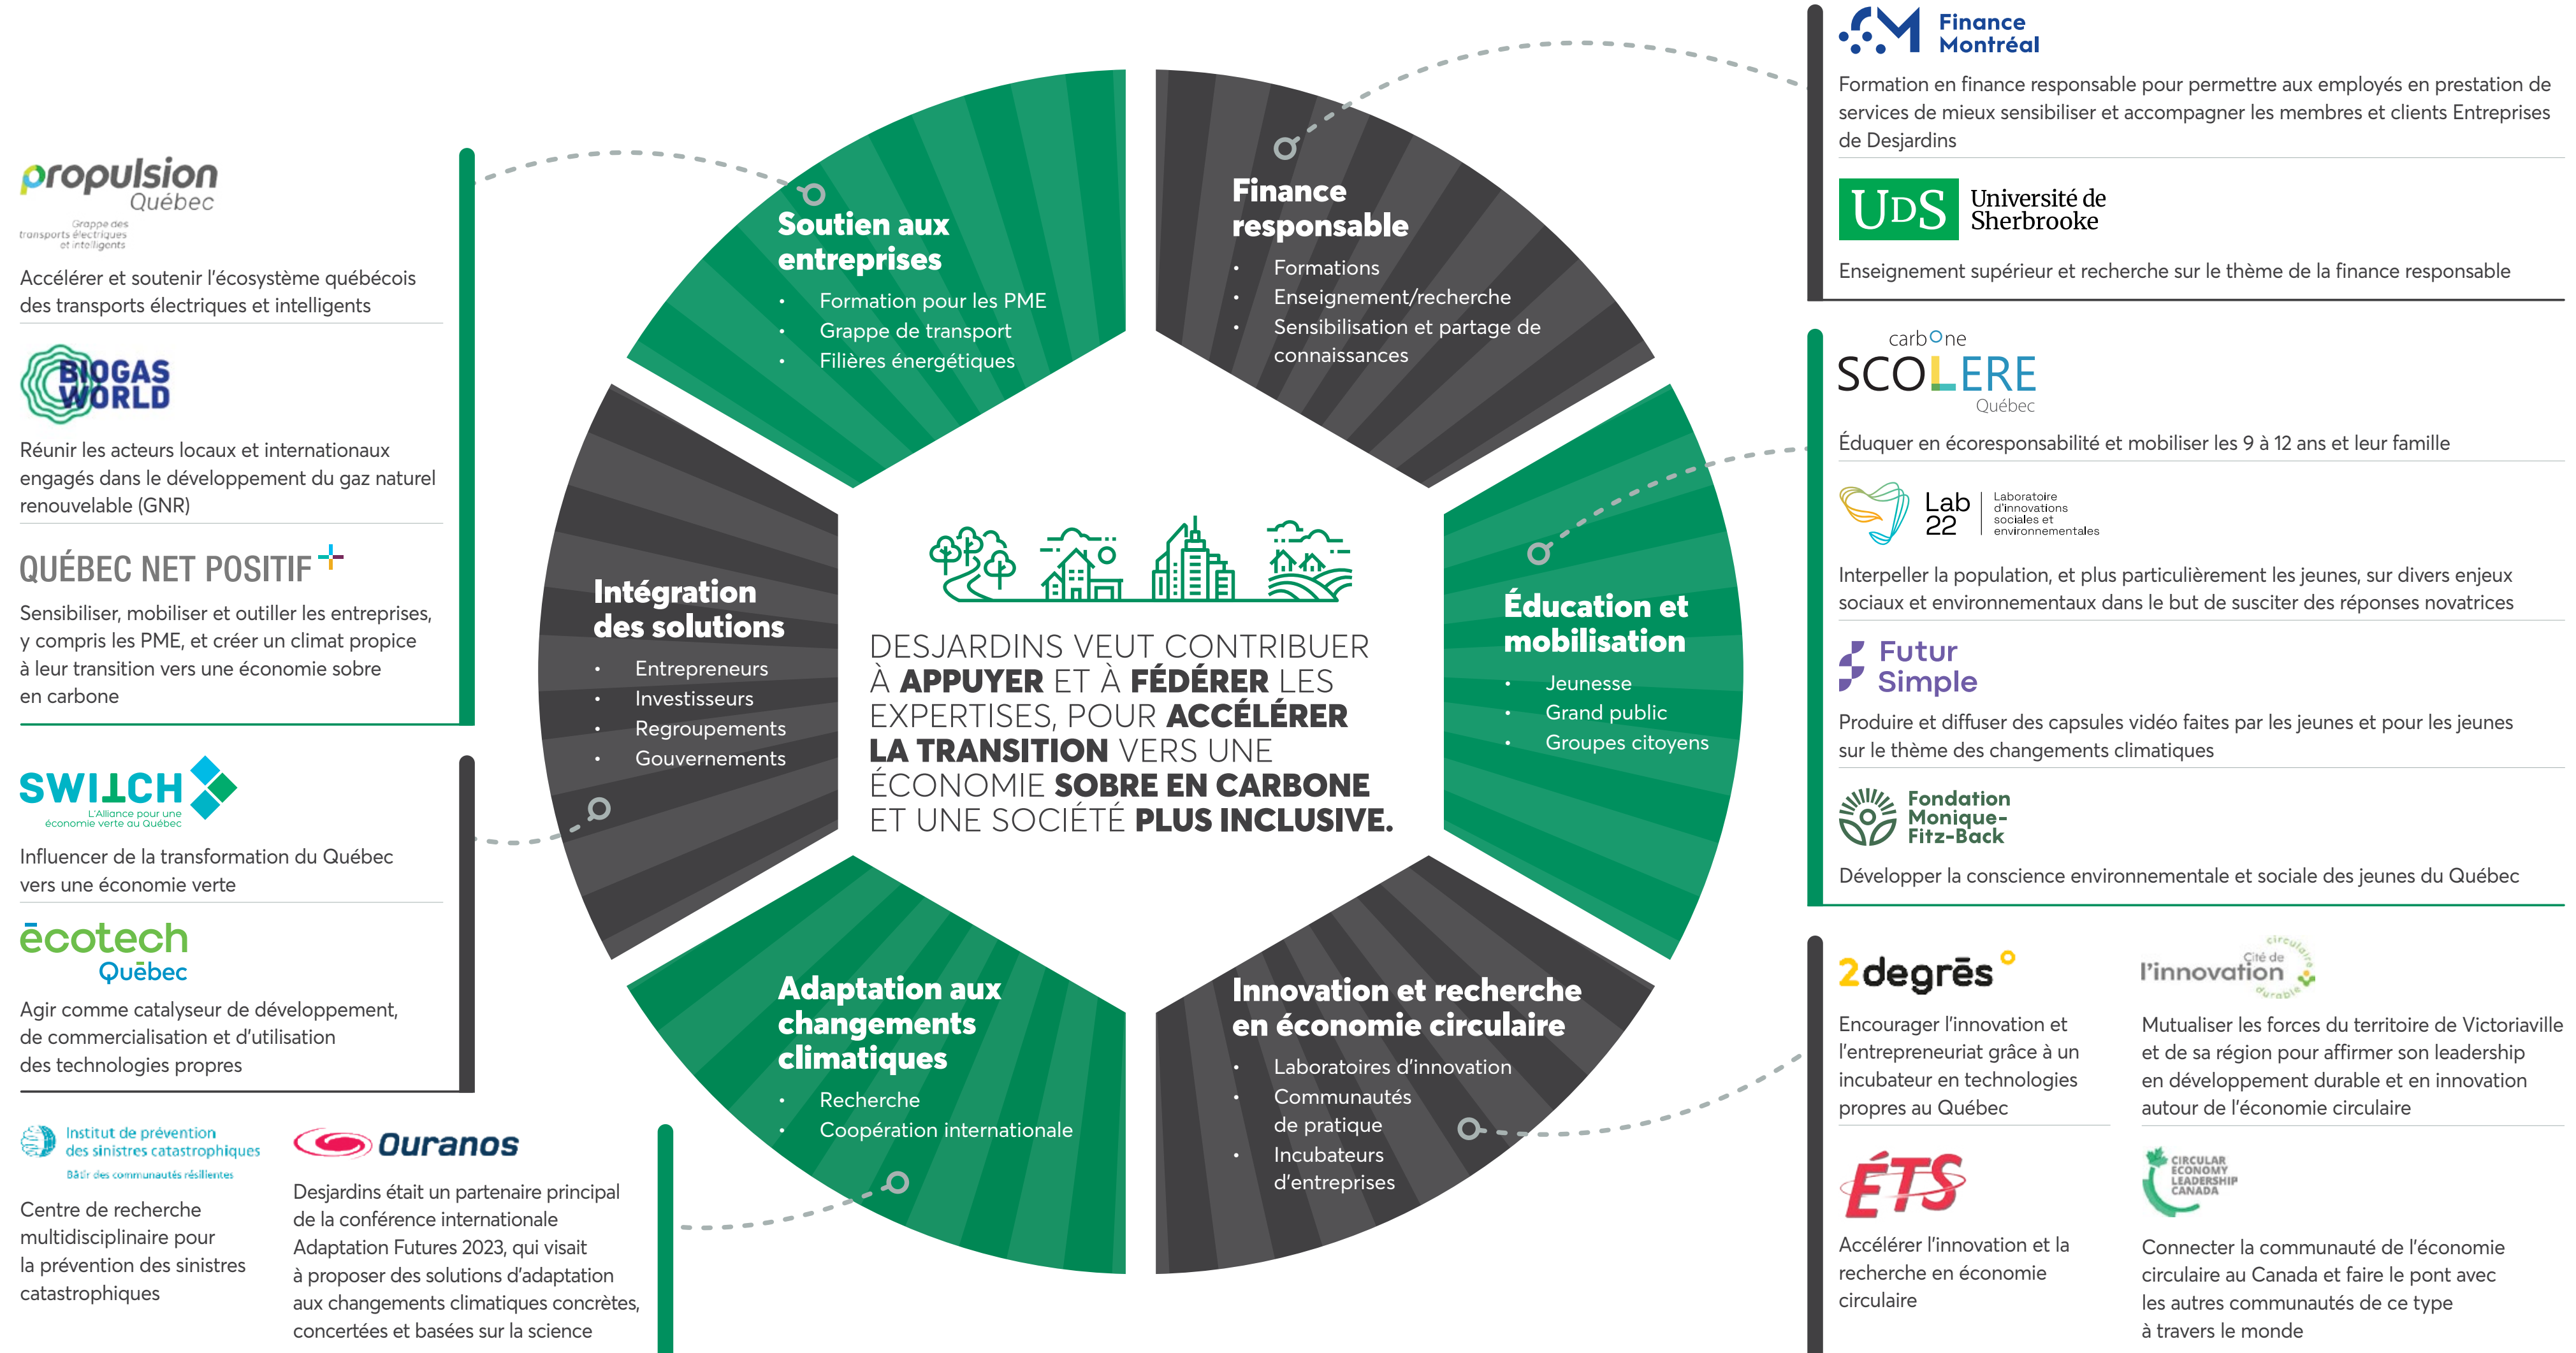 propulsion
Québec
Grappe des
transports électriques
et intelligents
Accélérer et soutenir l'écosystème québécois
des transports électriques et intelligents
BIOGAS
WORLD
Réunir les acteurs locaux et internationaux
engagés dans le développement du gaz naturel
renouvelable (GNR)
QUÉBEC NET POSITIF
Sensibiliser, mobiliser et outiller les entreprises,
y compris les PME, et créer un climat propice
à leur transition vers une économie sobre
en carbone
SWITCH
L'Alliance pour une
économie verte au Québec
Influencer de la transformation du Québec
vers une économie verte
écotech
Québec
Agir comme catalyseur de développement,
de commercialisation et d'utilisation
des technologies propres
Institut de prévention
des sinistres catastrophiques
Bâtir des communautés résilientes
Centre de recherche
multidisciplinaire pour
la prévention des sinistres
catastrophiques
Ouranos
Desjardins était un partenaire principal
de la conférence internationale
Adaptation Futures 2023, qui visait
à proposer des solutions d'adaptation
aux changements climatiques concrètes,
concertées et basées sur la science
Soutien aux
entreprises
• Formation pour les PME
• Grappe de transport
• Filières énergétiques
Finance
responsable
• Formations
• Enseignement/recherche
• Sensibilisation et partage de
connaissances
Intégration
des solutions
• Entrepreneurs
• Investisseurs
• Regroupements
• Gouvernements
DESJARDINS VEUT CONTRIBUER
À APPUYER ET À FÉDÉRER LES
EXPERTISES, POUR ACCÉLÉRER
LA TRANSITION VERS UNE
ÉCONOMIE SOBRE EN CARBONE
ET UNE SOCIÉTÉ PLUS INCLUSIVE.
Éducation et
mobilisation
• Jeunesse
• Grand public
• Groupes citoyens
Adaptation aux
changements
climatiques
• Recherche
• Coopération internationale
Innovation et recherche
en économie circulaire
• Laboratoires d'innovation
• Communautés
de pratique
• Incubateurs
d'entreprises
Finance
Montréal
Formation en finance responsable pour permettre aux employés en prestation de
services de mieux sensibiliser et accompagner les membres et clients Entreprises
de Desjardins
UDS Université de
Sherbrooke
Enseignement supérieur et recherche sur le thème de la finance responsable
carbone
SCOLERE
Québec
Éduquer en écoresponsabilité et mobiliser les 9 à 12 ans et leur famille
Lab
22
Laboratoire
d'innovations
sociales et
environnementales
Interpeller la population, et plus particulièrement les jeunes, sur divers enjeux
sociaux et environnementaux dans le but de susciter des réponses novatrices
Futur
Simple
Produire et diffuser des capsules vidéo faites par les jeunes et pour les jeunes
sur le thème des changements climatiques
Fondation
Monique-
Fitz-Back
Développer la conscience environnementale et sociale des jeunes du Québec
2degrēs°
Encourager l'innovation et
l'entrepreneuriat grâce à un
incubateur en technologies
propres au Québec
Cité de
l'innovation
circulaire
durable
Mutualiser les forces du territoire de Victoriaville
et de sa région pour affirmer son leadership
en développement durable et en innovation
autour de l'économie circulaire
ÉTS
Accélérer l'innovation et la
recherche en économie
circulaire
CIRCULAR
ECONOMY
LEADERSHIP
CANADA
Connecter la communauté de l'économie
circulaire au Canada et faire le pont avec
les autres communautés de ce type
à travers le monde